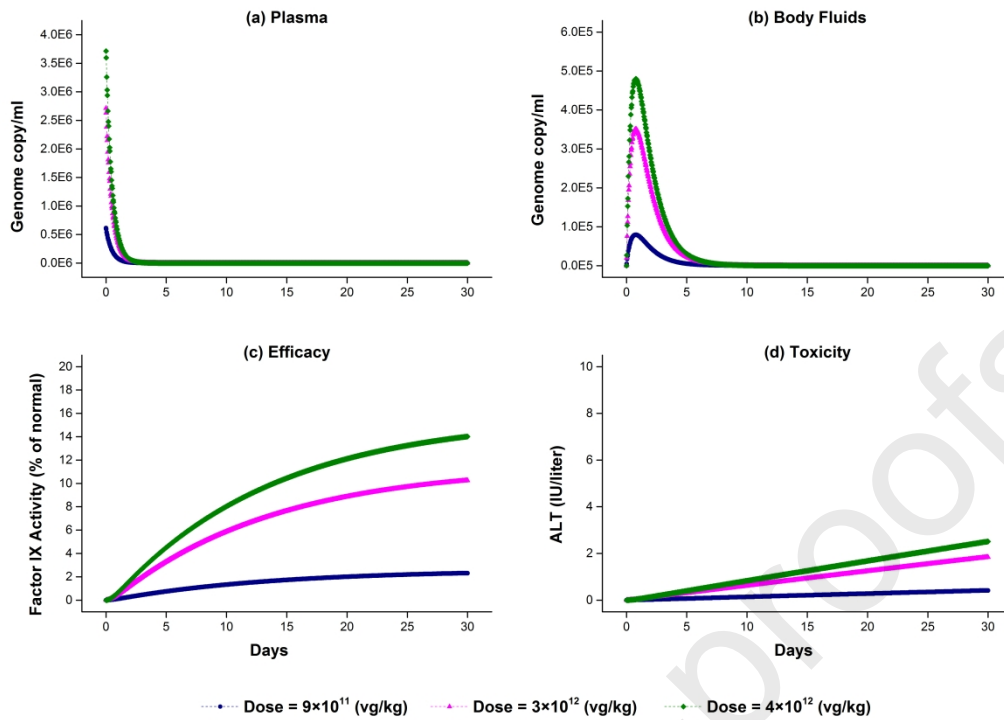 (a) Plasma
Genome copy/ml
4.0E6
3.5E6
3.0E6
2.5E6
2.0E6
1.5E6
1.0E6
0.5E6
0.0E6
0 5 10 15 20 25 30
(b) Body Fluids
Genome copy/ml
6.0E5
5.0E5
4.0E5
3.0E5
2.0E5
1.0E5
0.0E5
0 5 10 15 20 25 30
(c) Efficacy
Factor IX Activity (% of normal)
20
18
16
14
12
10
8
6
4
2
0
0 5 10 15 20 25 30
Days
(d) Toxicity
ALT (IU/liter)
10
8
6
4
2
0
0 5 10 15 20 25 30
Days
Dose = 9×10¹¹ (vg/kg) Dose = 3×10¹² (vg/kg) Dose = 4×10¹² (vg/kg)
proofs